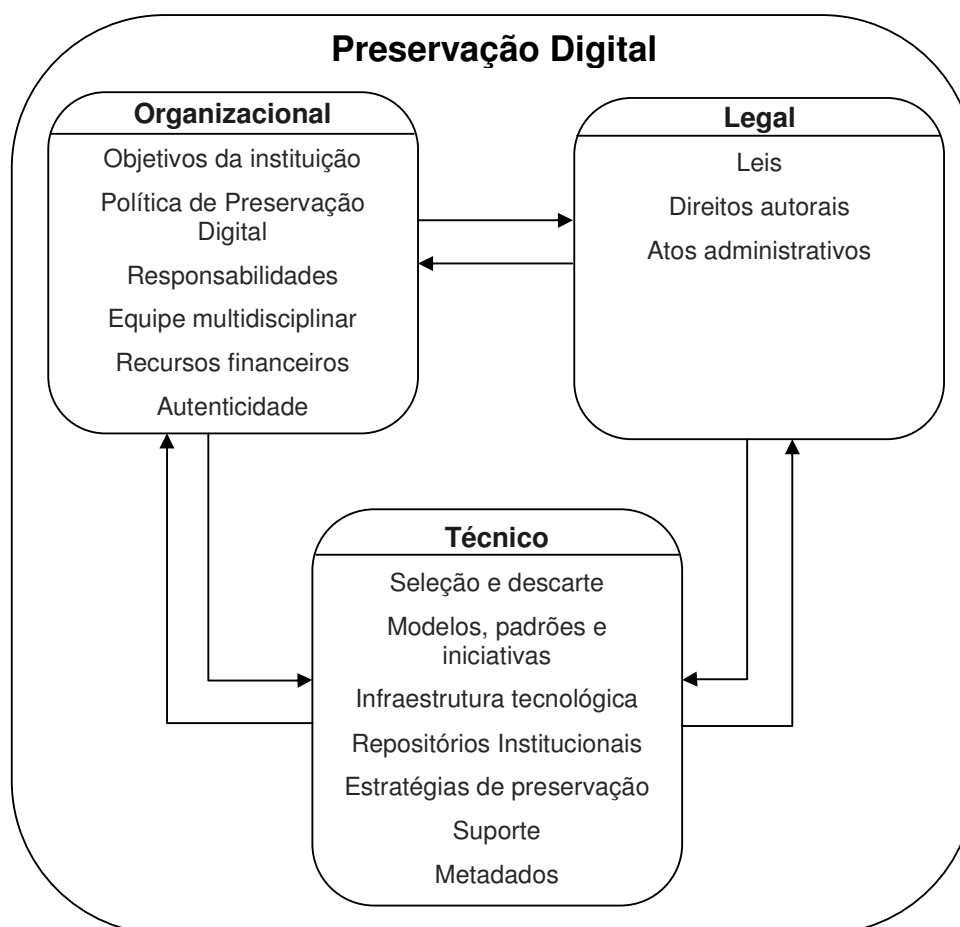 Preservação Digital
Organizacional
Objetivos da instituição
Política de Preservação
Digital
Responsabilidades
Equipe multidisciplinar
Recursos financeiros
Autenticidade
Legal
Leis
Direitos autorais
Atos administrativos
Técnico
Seleção e descarte
Modelos, padrões e
iniciativas
Infraestrutura tecnológica
Repositórios Institucionais
Estratégias de preservação
Suporte
Metadados